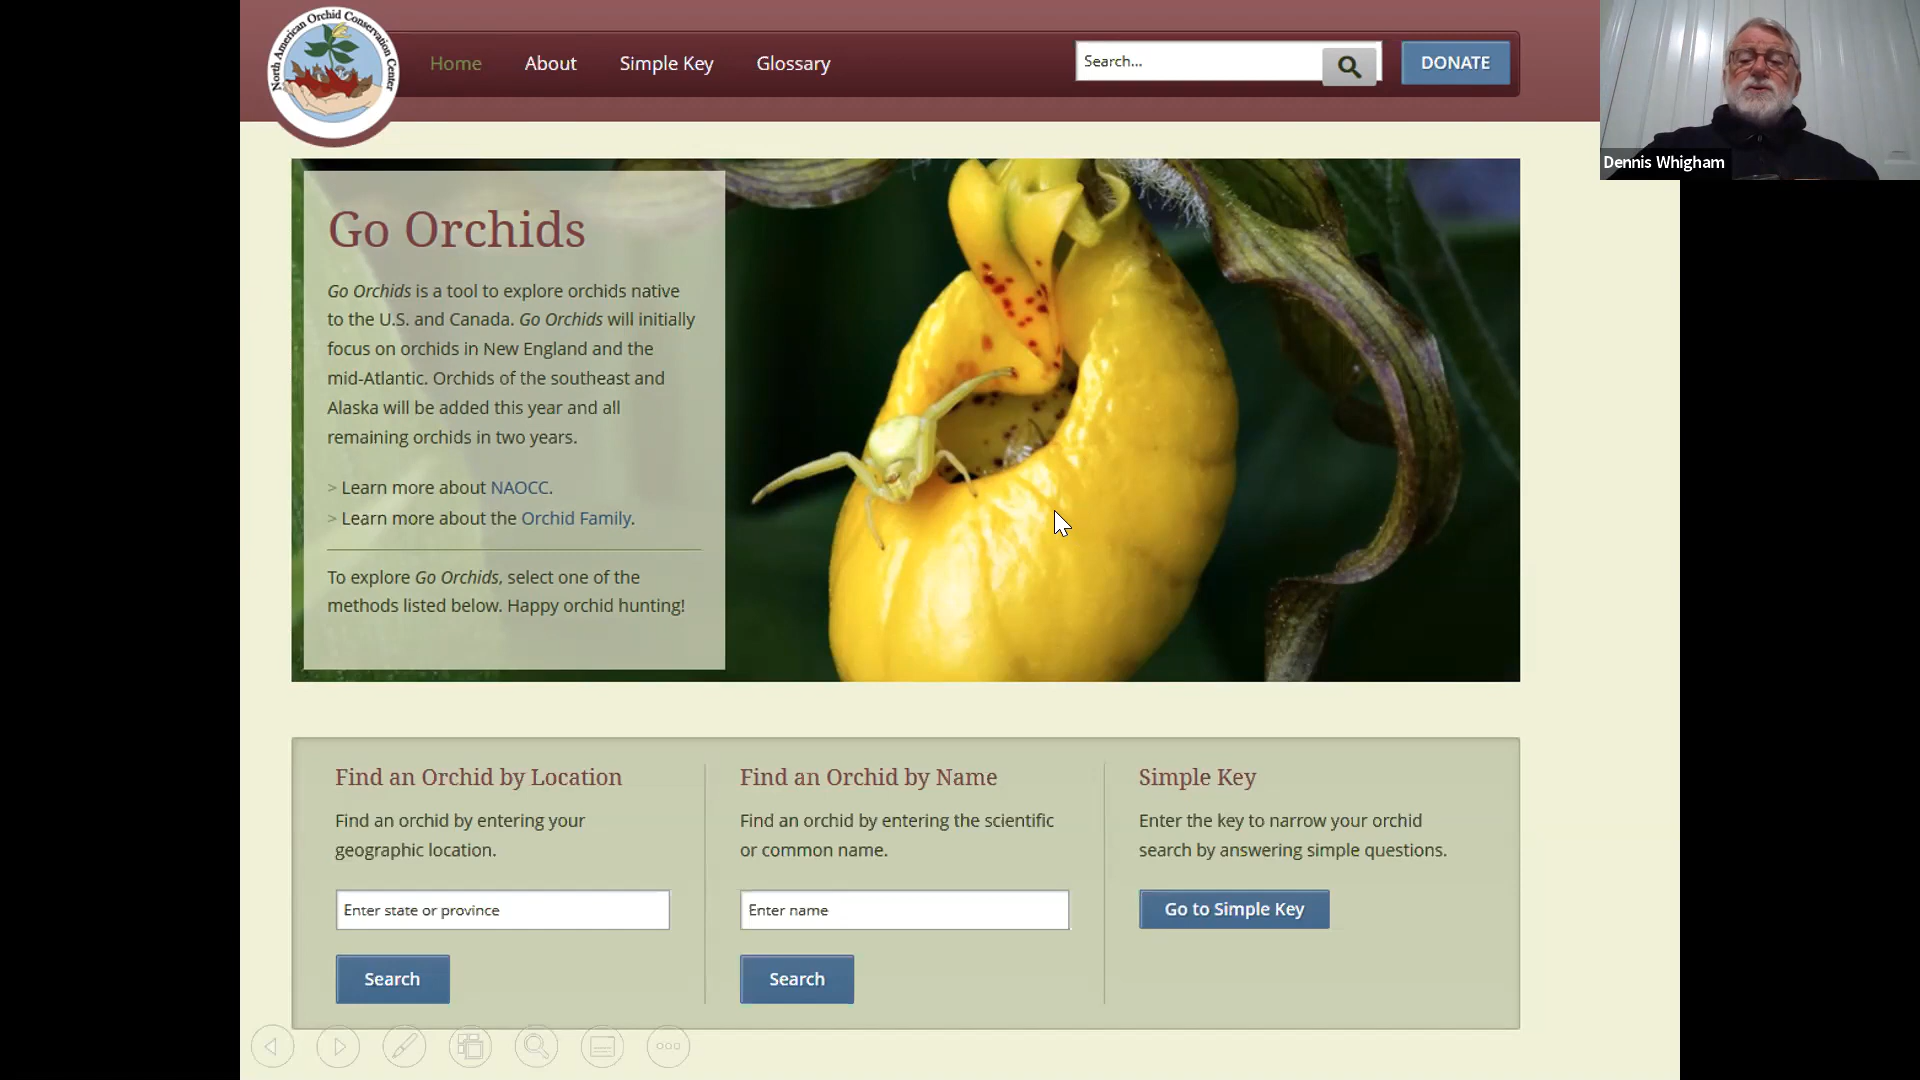 North American Orchid Conservation Center
Home
About
Simple Key
Glossary
Search...
DONATE
Dennis Whigham
Go Orchids
Go Orchids is a tool to explore orchids native
to the U.S. and Canada. Go Orchids will initially
focus on orchids in New England and the
mid-Atlantic. Orchids of the southeast and
Alaska will be added this year and all
remaining orchids in two years.
> Learn more about NAOCC.
> Learn more about the Orchid Family.
To explore Go Orchids, select one of the
methods listed below. Happy orchid hunting!
Find an Orchid by Location
Find an orchid by entering your
geographic location.
Enter state or province
Search
Find an Orchid by Name
Find an orchid by entering the scientific
or common name.
Enter name
Search
Simple Key
Enter the key to narrow your orchid
search by answering simple questions.
Go to Simple Key